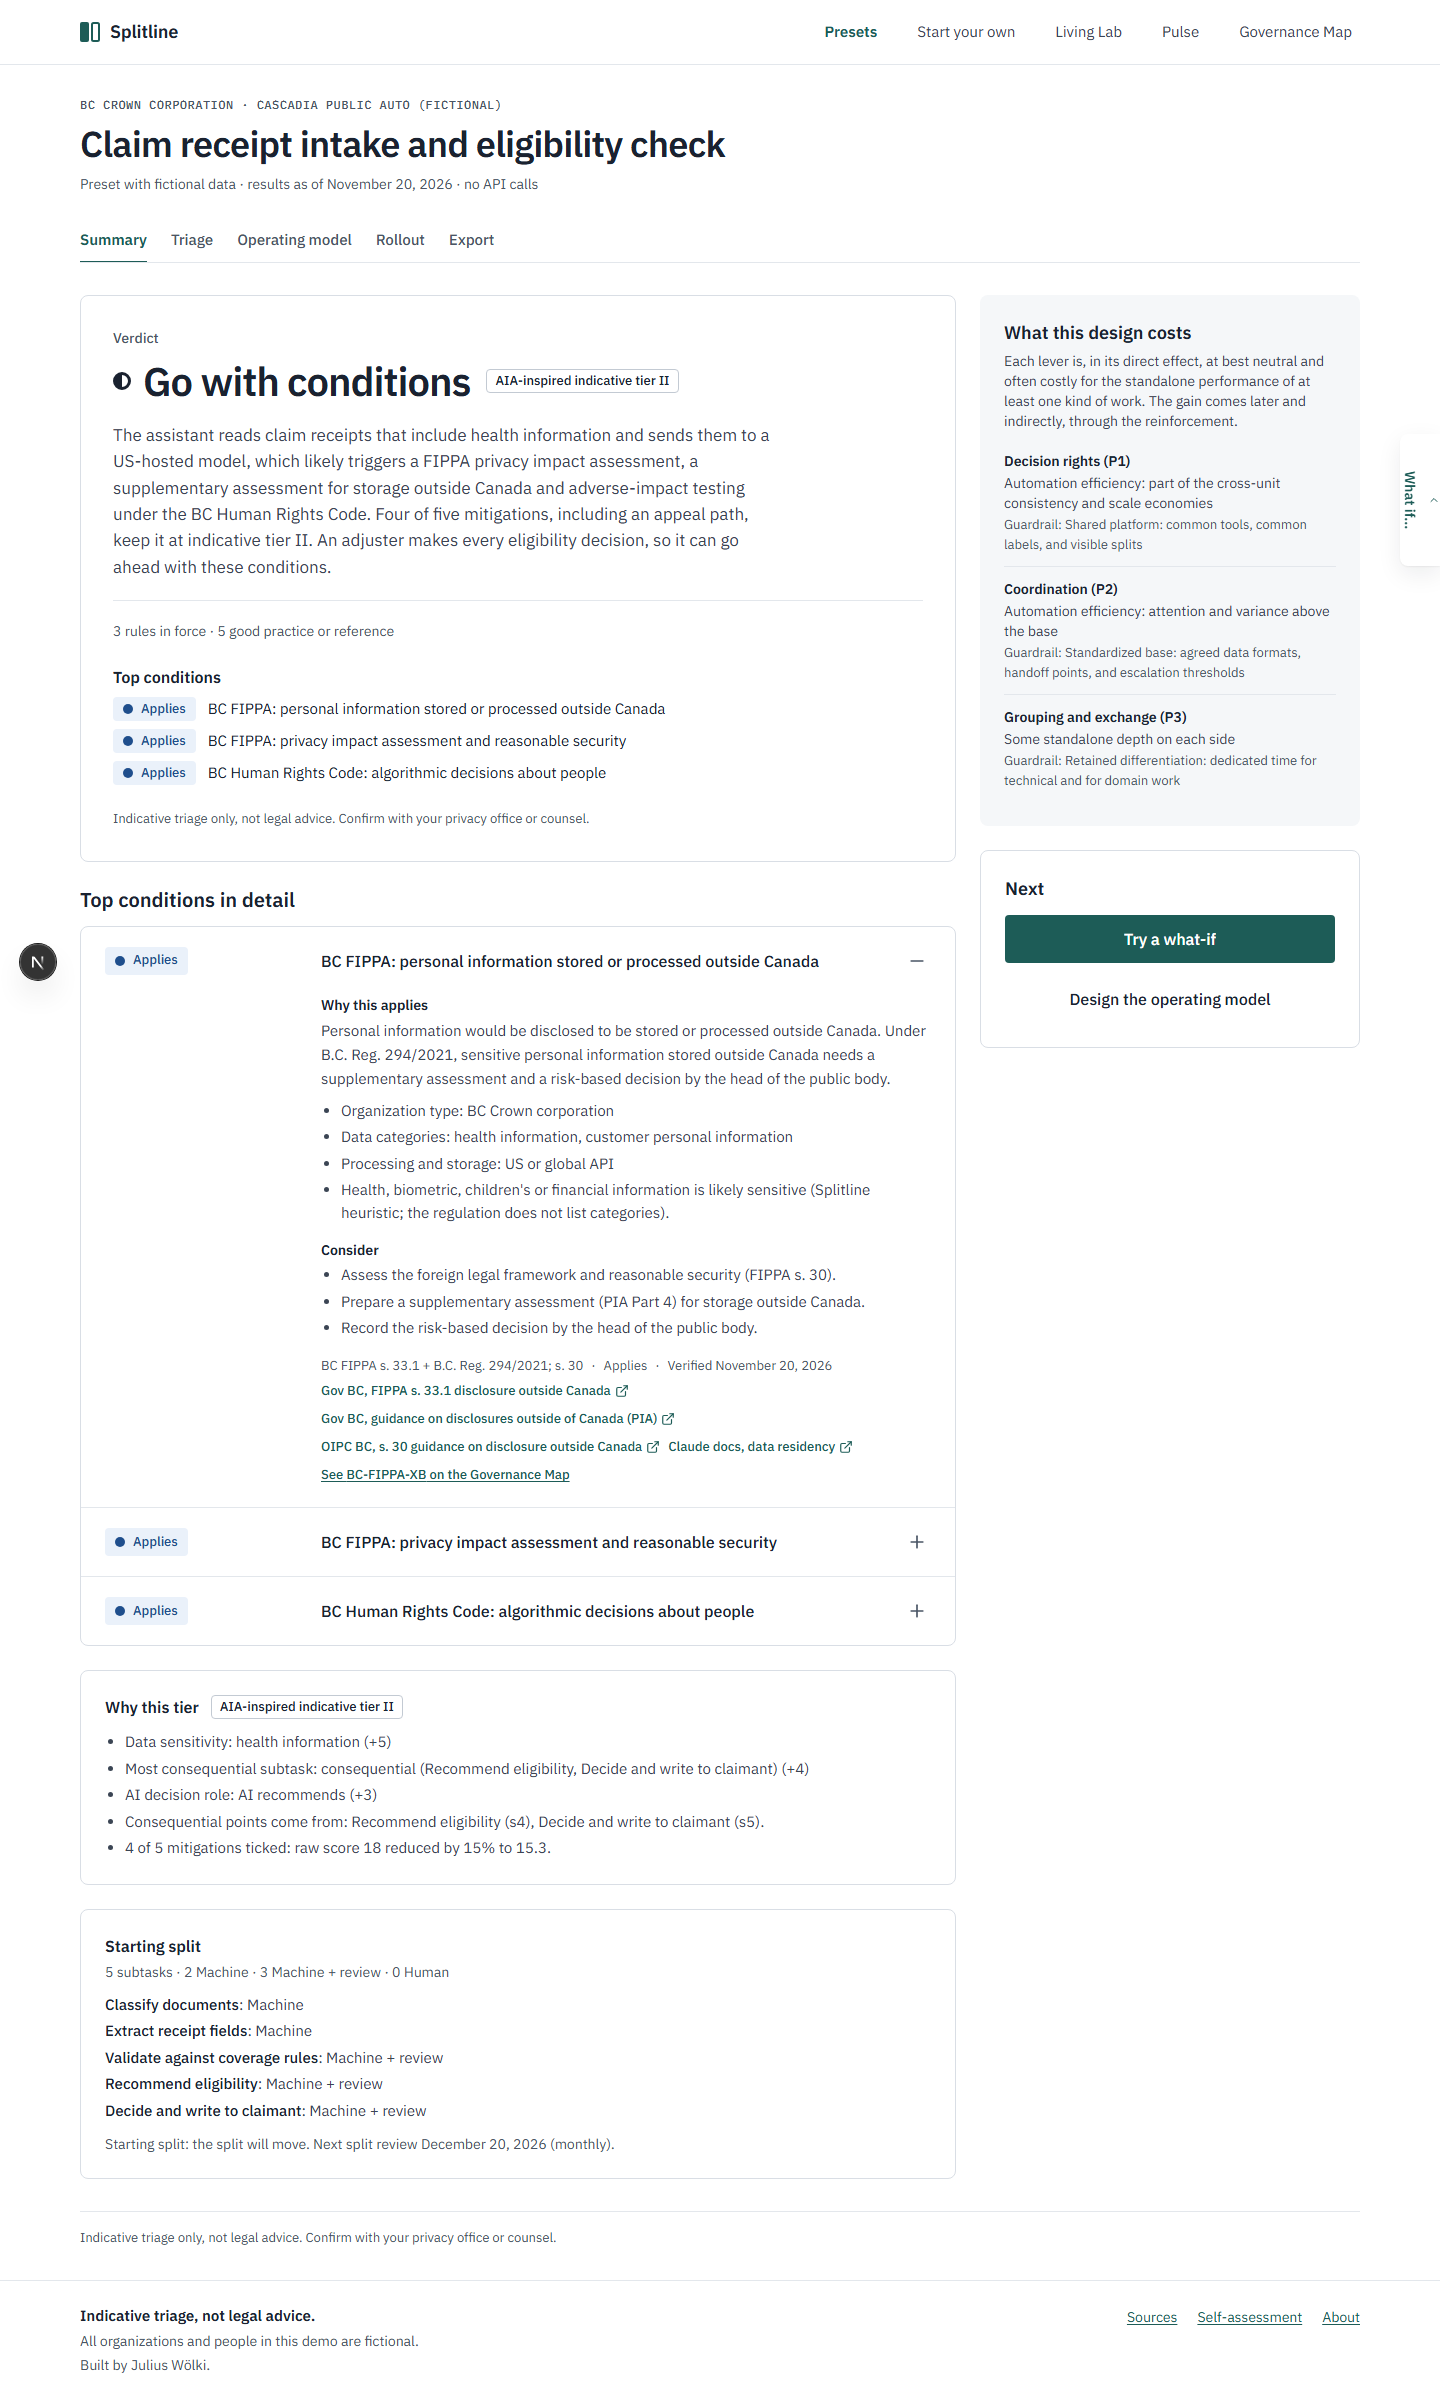 Splitline
Presets
Start your own
Living Lab
Pulse
Governance Map
BC CROWN CORPORATION · CASCADIA PUBLIC AUTO (FICTIONAL)
Claim receipt intake and eligibility check
Preset with fictional data · results as of November 20, 2026 · no API calls
Summary
Triage
Operating model
Rollout
Export
Verdict
Go with conditions
AIA-inspired indicative tier II
The assistant reads claim receipts that include health information and sends them to a
US-hosted model, which likely triggers a FIPPA privacy impact assessment, a
supplementary assessment for storage outside Canada and adverse-impact testing
under the BC Human Rights Code. Four of five mitigations, including an appeal path,
keep it at indicative tier II. An adjuster makes every eligibility decision, so it can go
ahead with these conditions.
3 rules in force · 5 good practice or reference
Top conditions
Applies BC FIPPA: personal information stored or processed outside Canada
Applies BC FIPPA: privacy impact assessment and reasonable security
Applies BC Human Rights Code: algorithmic decisions about people
Indicative triage only, not legal advice. Confirm with your privacy office or counsel.
What this design costs
Each lever is, in its direct effect, at best neutral and
often costly for the standalone performance of at
least one kind of work. The gain comes later and
indirectly, through the reinforcement.
Decision rights (P1)
Automation efficiency: part of the cross-unit
consistency and scale economies
Guardrail: Shared platform: common tools, common
labels, and visible splits
Coordination (P2)
Automation efficiency: attention and variance above
the base
Guardrail: Standardized base: agreed data formats,
handoff points, and escalation thresholds
Grouping and exchange (P3)
Some standalone depth on each side
Guardrail: Retained differentiation: dedicated time for
technical and for domain work
What if...
Next
Try a what-if
Design the operating model
Top conditions in detail
N
Applies BC FIPPA: personal information stored or processed outside Canada
Why this applies
Personal information would be disclosed to be stored or processed outside Canada. Under
B.C. Reg. 294/2021, sensitive personal information stored outside Canada needs a
supplementary assessment and a risk-based decision by the head of the public body.
• Organization type: BC Crown corporation
• Data categories: health information, customer personal information
• Processing and storage: US or global API
• Health, biometric, children's or financial information is likely sensitive (Splitline
heuristic; the regulation does not list categories).
Consider
• Assess the foreign legal framework and reasonable security (FIPPA s. 30).
• Prepare a supplementary assessment (PIA Part 4) for storage outside Canada.
• Record the risk-based decision by the head of the public body.
BC FIPPA s. 33.1 + B.C. Reg. 294/2021; s. 30 · Applies · Verified November 20, 2026
Gov BC, FIPPA s. 33.1 disclosure outside Canada
Gov BC, guidance on disclosures outside of Canada (PIA)
OIPC BC, s. 30 guidance on disclosure outside Canada Claude docs, data residency
See BC-FIPPA-XB on the Governance Map
Applies BC FIPPA: privacy impact assessment and reasonable security
Applies BC Human Rights Code: algorithmic decisions about people
Why this tier AIA-inspired indicative tier II
• Data sensitivity: health information (+5)
• Most consequential subtask: consequential (Recommend eligibility, Decide and write to claimant) (+4)
• AI decision role: AI recommends (+3)
• Consequential points come from: Recommend eligibility (s4), Decide and write to claimant (s5).
• 4 of 5 mitigations ticked: raw score 18 reduced by 15% to 15.3.
Starting split
5 subtasks · 2 Machine · 3 Machine + review · 0 Human
Classify documents: Machine
Extract receipt fields: Machine
Validate against coverage rules: Machine + review
Recommend eligibility: Machine + review
Decide and write to claimant: Machine + review
Starting split: the split will move. Next split review December 20, 2026 (monthly).
Indicative triage only, not legal advice. Confirm with your privacy office or counsel.
Indicative triage, not legal advice.
All organizations and people in this demo are fictional.
Built by Julius Wölki.
Sources
Self-assessment
About